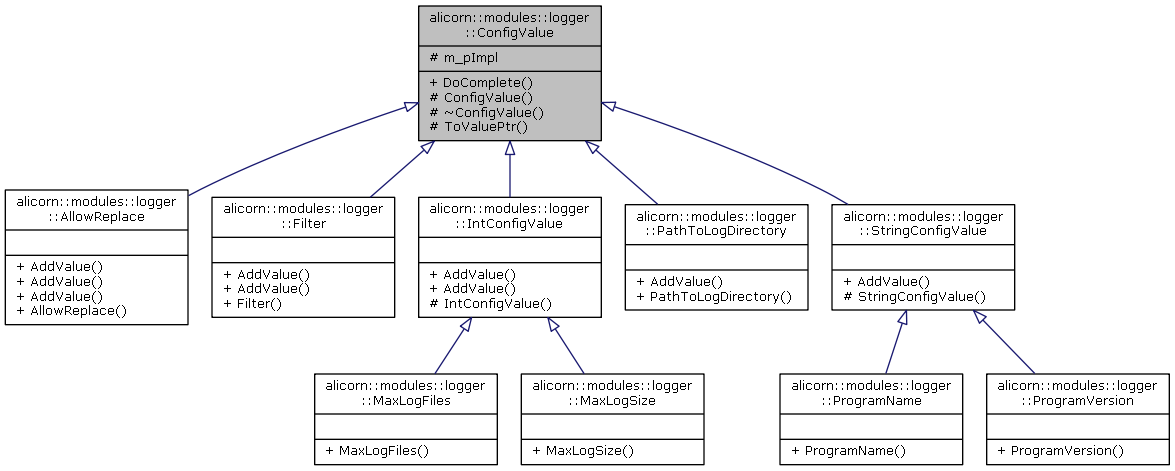 alicorn::modules::logger
::ConfigValue
# m_pImpl
+ DoComplete()
# ConfigValue()
# ~ConfigValue()
# ToValuePtr()
alicorn::modules::logger
::AllowReplace
+ AddValue()
+ AddValue()
+ AddValue()
+ AllowReplace()
alicorn::modules::logger
::Filter
+ AddValue()
+ AddValue()
+ Filter()
alicorn::modules::logger
::IntConfigValue
+ AddValue()
+ AddValue()
# IntConfigValue()
alicorn::modules::logger
::PathToLogDirectory
+ AddValue()
+ PathToLogDirectory()
alicorn::modules::logger
::StringConfigValue
+ AddValue()
# StringConfigValue()
alicorn::modules::logger
::MaxLogFiles
+ MaxLogFiles()
alicorn::modules::logger
::MaxLogSize
+ MaxLogSize()
alicorn::modules::logger
::ProgramName
+ ProgramName()
alicorn::modules::logger
::ProgramVersion
+ ProgramVersion()